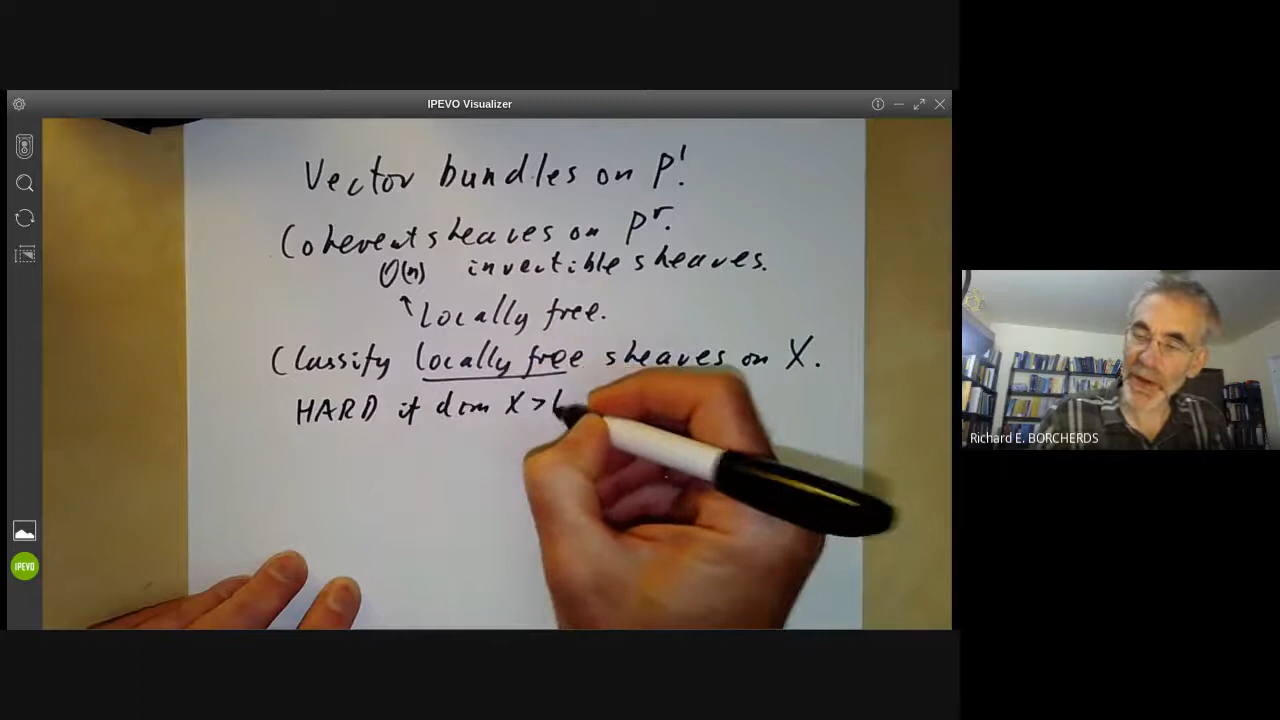 IPEVO Visualizer
Vector bundles on P¹.
Coherent sheaves on Pʳ.
O(n) invertible sheaves.
↑ Locally free.
Classify locally free sheaves on X.
HARD if dim X >
IPEVO
Richard E. BORCHERDS